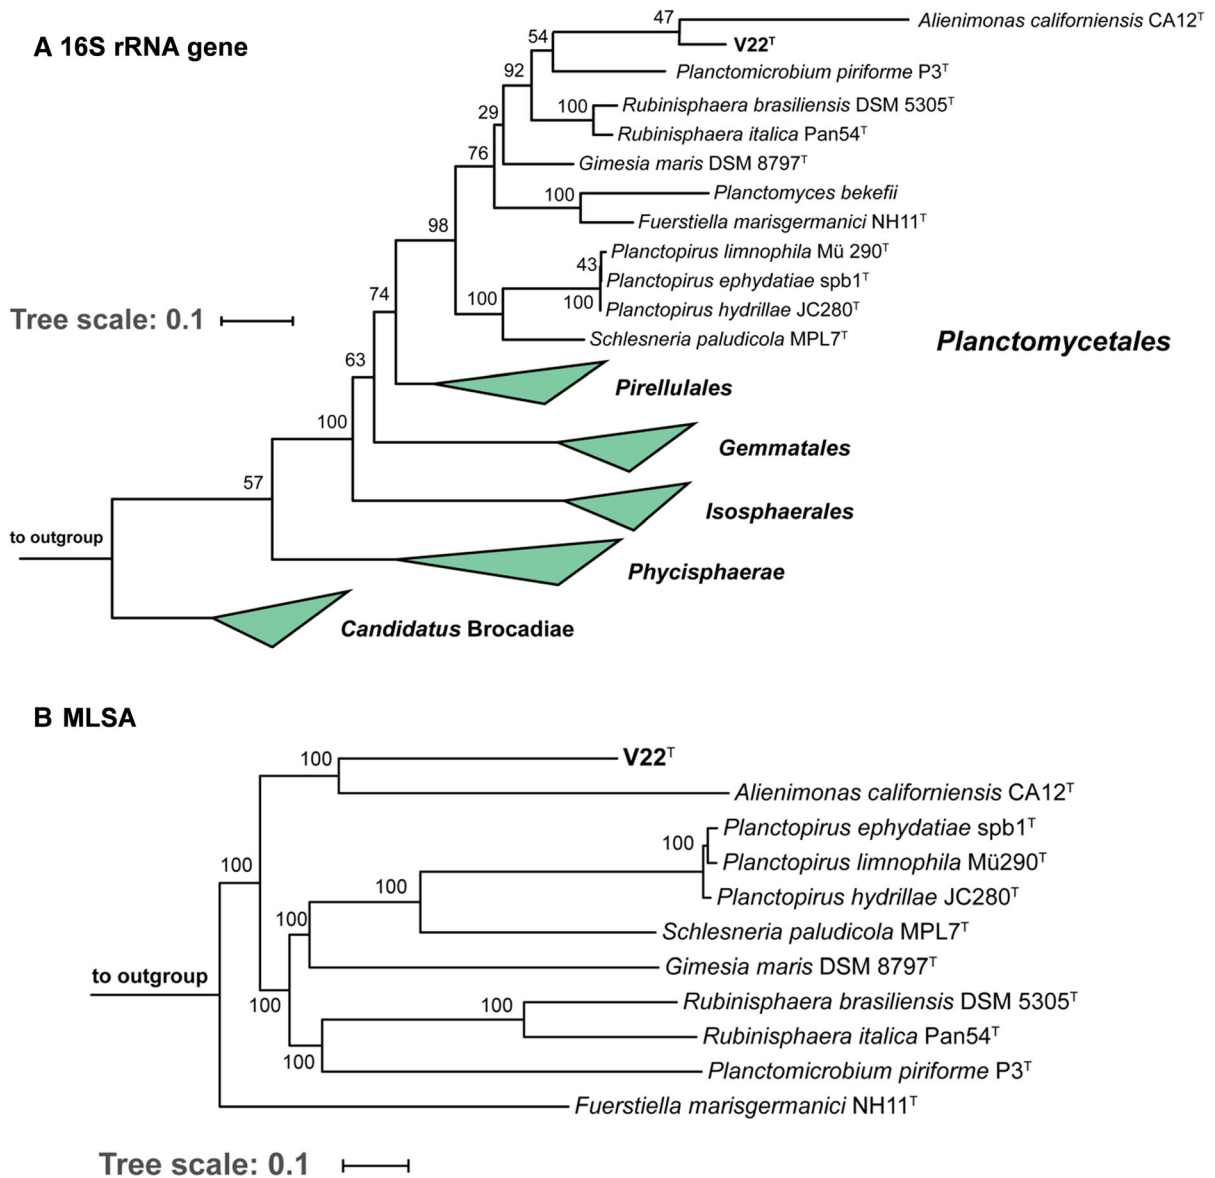 A 16S rRNA gene
47
Alienimonas californiensis CA12ᵀ
54
V22ᵀ
92
Planctomicrobium piriforme P3ᵀ
100
Rubinisphaera brasiliensis DSM 5305ᵀ
29
Rubinisphaera italica Pan54ᵀ
76
Gimesia maris DSM 8797ᵀ
100
Planctomyces bekefii
98
Fuerstiella marisgermanici NH11ᵀ
Planctopirus limnophila Mü 290ᵀ
43
Planctopirus ephydatiae spb1ᵀ
74
100
100
Planctopirus hydrillae JC280ᵀ
Tree scale: 0.1
Schlesneria paludicola MPL7ᵀ
Planctomycetales
63
Pirellulales
100
Gemmatales
57
Isosphaerales
to outgroup
Phycisphaerae
Candidatus Brocadiae
B MLSA
100
V22ᵀ
Alienimonas californiensis CA12ᵀ
Planctopirus ephydatiae spb1ᵀ
100
Planctopirus limnophila Mü290ᵀ
100
100
Planctopirus hydrillae JC280ᵀ
100
Schlesneria paludicola MPL7ᵀ
to outgroup
Gimesia maris DSM 8797ᵀ
100
100
Rubinisphaera brasiliensis DSM 5305ᵀ
Rubinisphaera italica Pan54ᵀ
100
Planctomicrobium piriforme P3ᵀ
Fuerstiella marisgermanici NH11ᵀ
Tree scale: 0.1